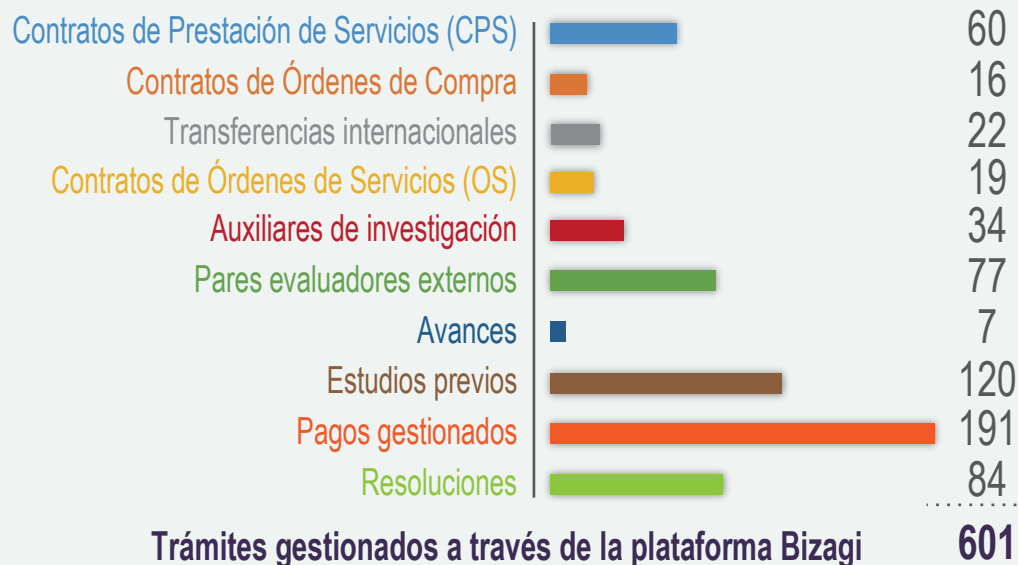 Contratos de Prestación de Servicios (CPS) 60
Contratos de Órdenes de Compra 16
Transferencias internacionales 22
Contratos de Órdenes de Servicios (OS) 19
Auxiliares de investigación 34
Pares evaluadores externos 77
Avances 7
Estudios previos 120
Pagos gestionados 191
Resoluciones 84
Trámites gestionados a través de la plataforma Bizagi 601